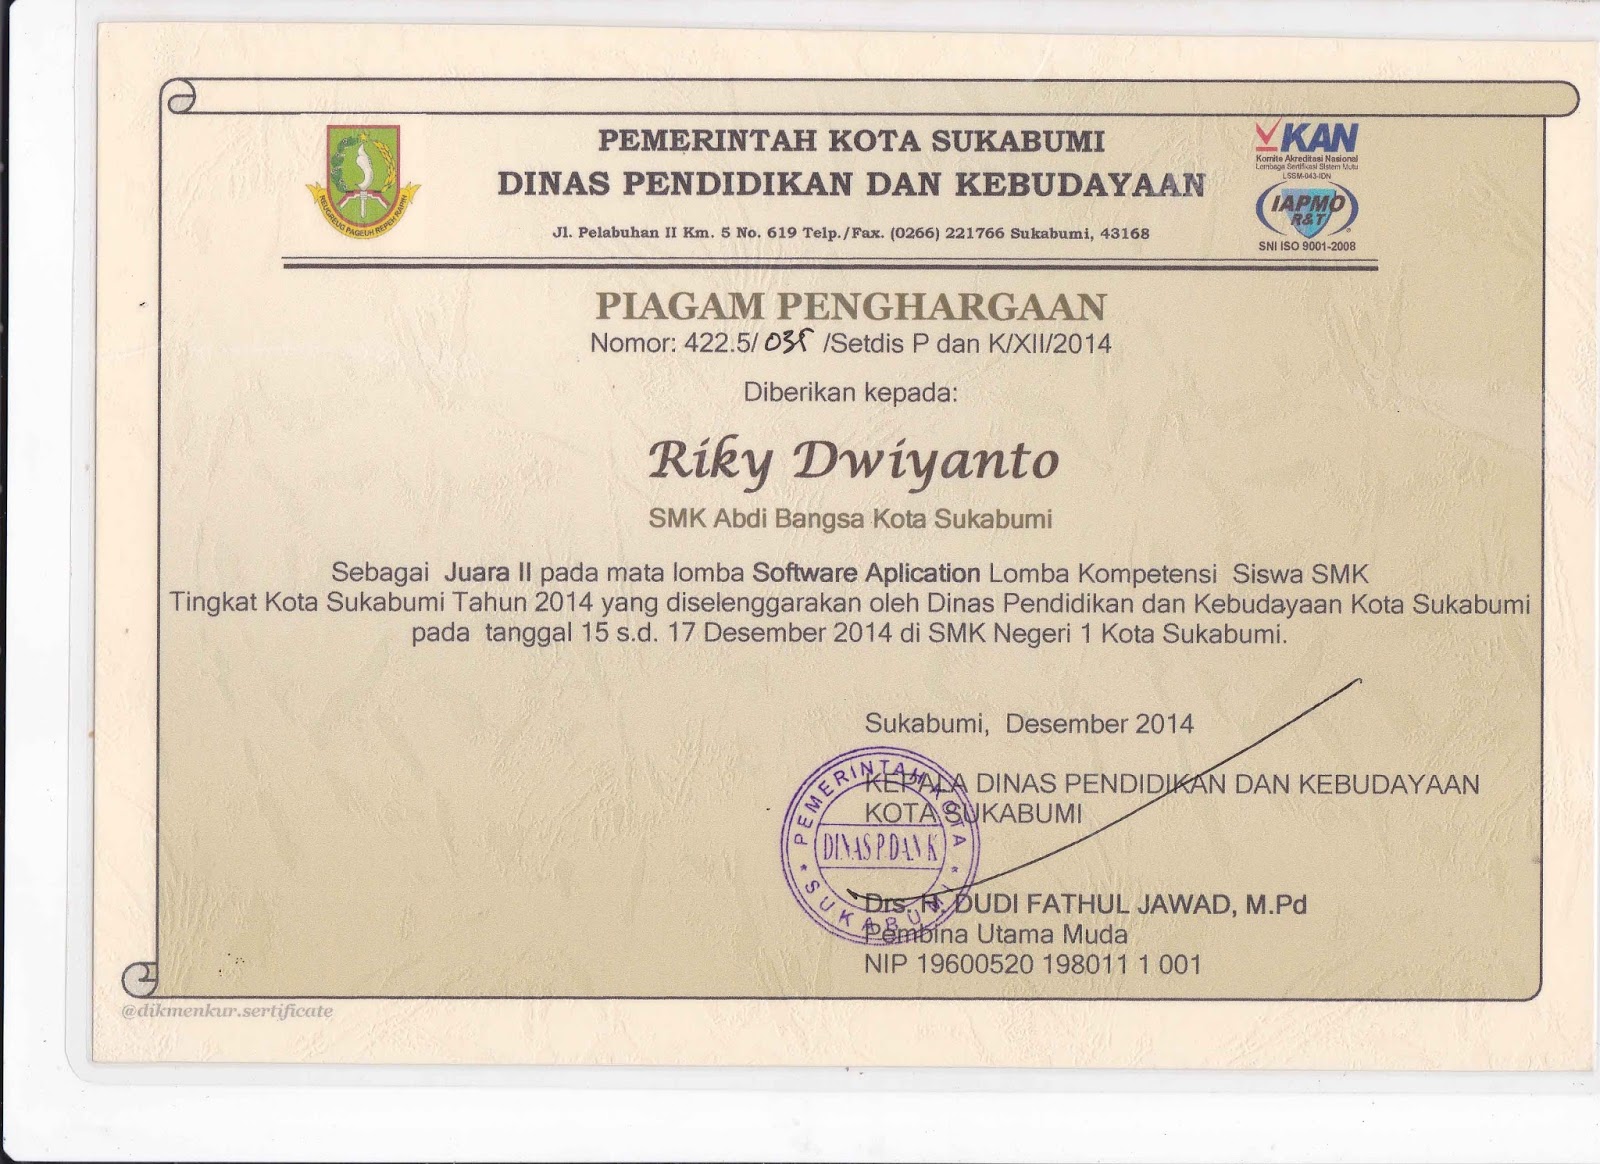 PEMERINTAH KOTA SUKABUMI
DINAS PENDIDIKAN DAN KEBUDAYAAN
Jl. Pelabuhan II Km. 5 No. 619 Telp./Fax. (0266) 221766 Sukabumi, 43168
REUGREUG PAGEUH REPEH RAPIH
KAN
Komite Akreditasi Nasional
Lembaga Sertifikasi Sistem Mutu
LSSM-043-IDN
IAPMO
R&T
SNI ISO 9001-2008
PIAGAM PENGHARGAAN
Nomor: 422.5/ 035 /Setdis P dan K/XII/2014
Diberikan kepada:
Riky Dwiyanto
SMK Abdi Bangsa Kota Sukabumi
Sebagai Juara II pada mata lomba Software Aplication Lomba Kompetensi Siswa SMK
Tingkat Kota Sukabumi Tahun 2014 yang diselenggarakan oleh Dinas Pendidikan dan Kebudayaan Kota Sukabumi
pada tanggal 15 s.d. 17 Desember 2014 di SMK Negeri 1 Kota Sukabumi.
Sukabumi, Desember 2014
KEPALA DINAS PENDIDIKAN DAN KEBUDAYAAN
KOTA SUKABUMI
PEMERINTAH KOTA
DINAS P DAN K
* SUKABUMI *
Drs. H. DUDI FATHUL JAWAD, M.Pd
Pembina Utama Muda
NIP 19600520 198011 1 001
@dikmenkur.sertificate